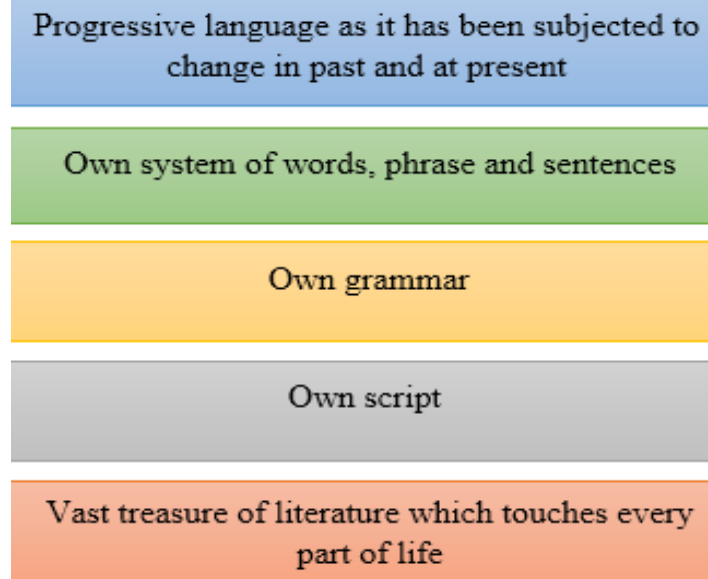 Progressive language as it has been subjected to
change in past and at present
Own system of words, phrase and sentences
Own grammar
Own script
Vast treasure of literature which touches every
part of life